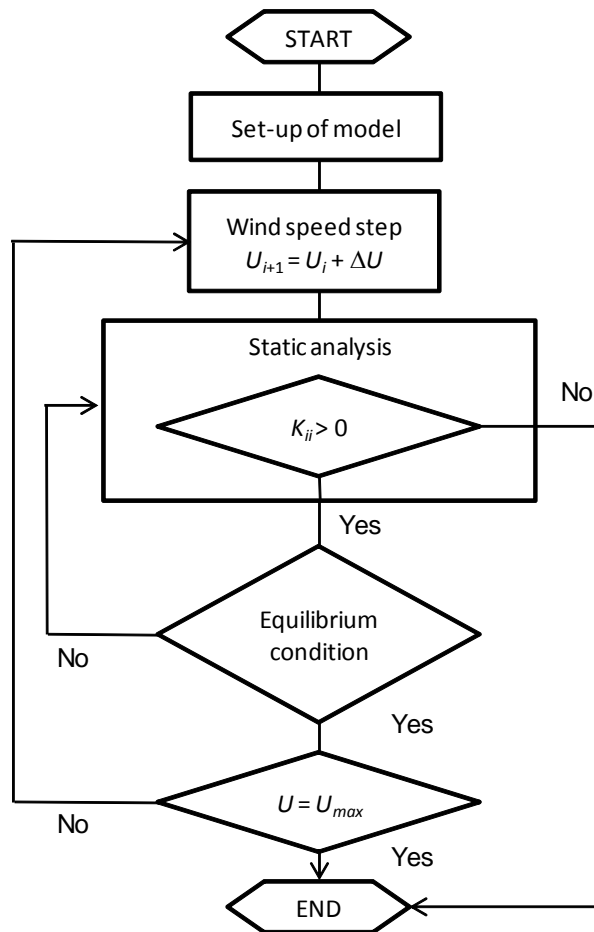 START
Set-up of model
Wind speed step
U_{i+1} = U_i + ΔU
Static analysis
No
K_{ii} > 0
Yes
Equilibrium
condition
No
Yes
U = U_{max}
No
Yes
END